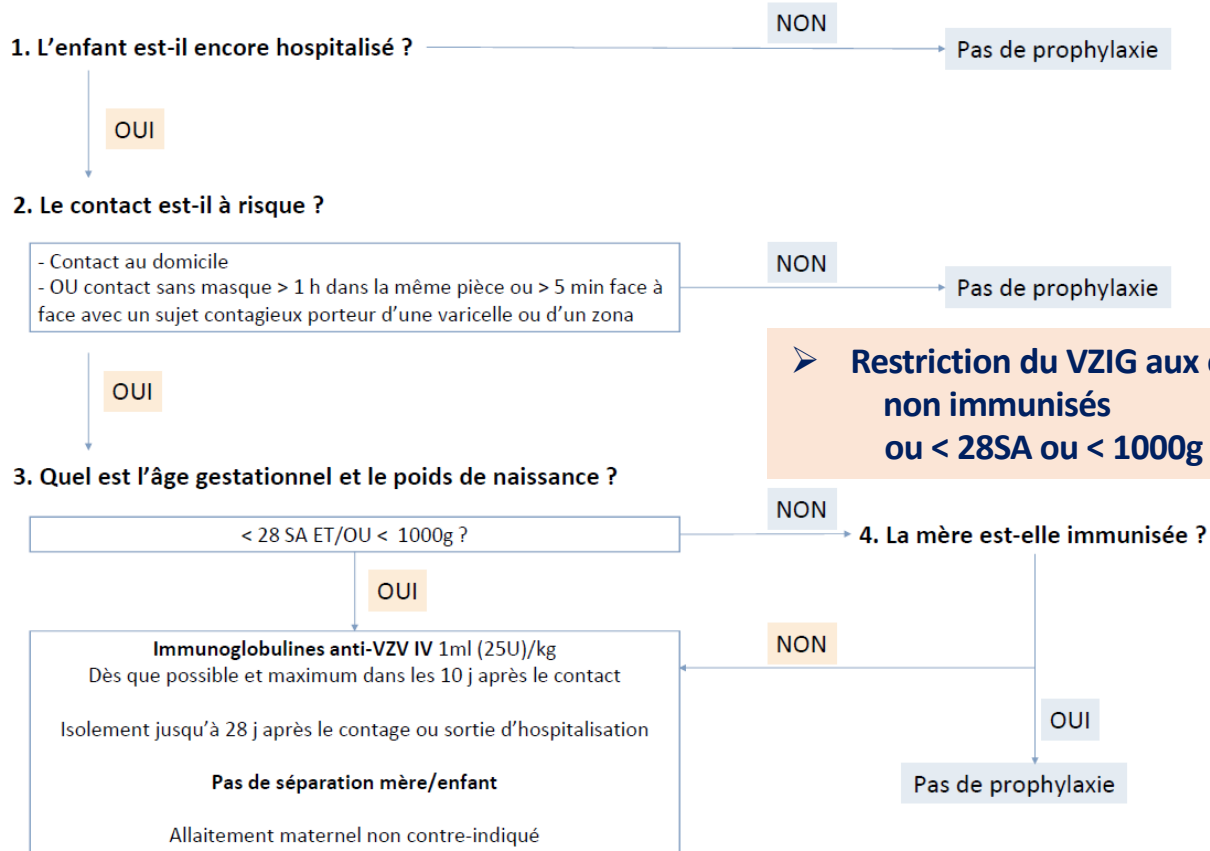 NON
1. L'enfant est-il encore hospitalisé ?
Pas de prophylaxie
OUI
2. Le contact est-il à risque ?
- Contact au domicile
- OU contact sans masque > 1 h dans la même pièce ou > 5 min face à
face avec un sujet contagieux porteur d'une varicelle ou d'un zona
NON
Pas de prophylaxie
➢ Restriction du VZIG aux
non immunisés
ou < 28SA ou < 1000g
OUI
3. Quel est l'âge gestationnel et le poids de naissance ?
< 28 SA ET/OU < 1000g ?
NON
4. La mère est-elle immunisée ?
OUI
Immunoglobulines anti-VZV IV 1ml (25U)/kg
Dès que possible et maximum dans les 10 j après le contact
Isolement jusqu'à 28 j après le contage ou sortie d'hospitalisation
Pas de séparation mère/enfant
Allaitement maternel non contre-indiqué
NON
OUI
Pas de prophylaxie